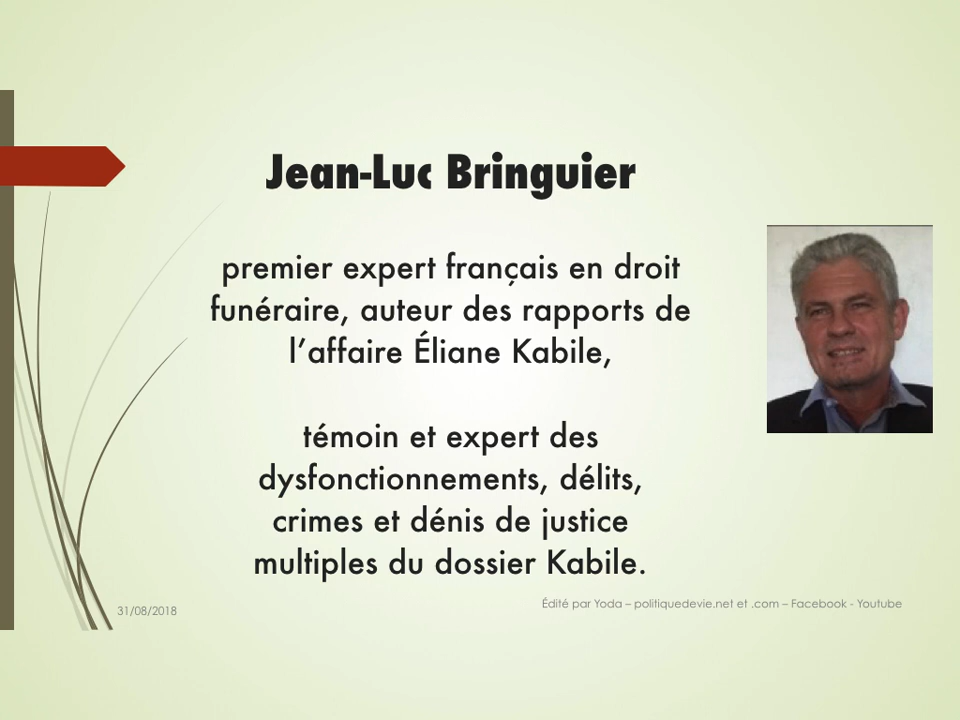 Jean-Luc Bringuier
premier expert français en droit
funéraire, auteur des rapports de
l’affaire Éliane Kabile,
témoin et expert des
dysfonctionnements, délits,
crimes et dénis de justice
multiples du dossier Kabile.
Édité par Yoda – politiquedevie.net et .com – Facebook - Youtube
31/08/2018